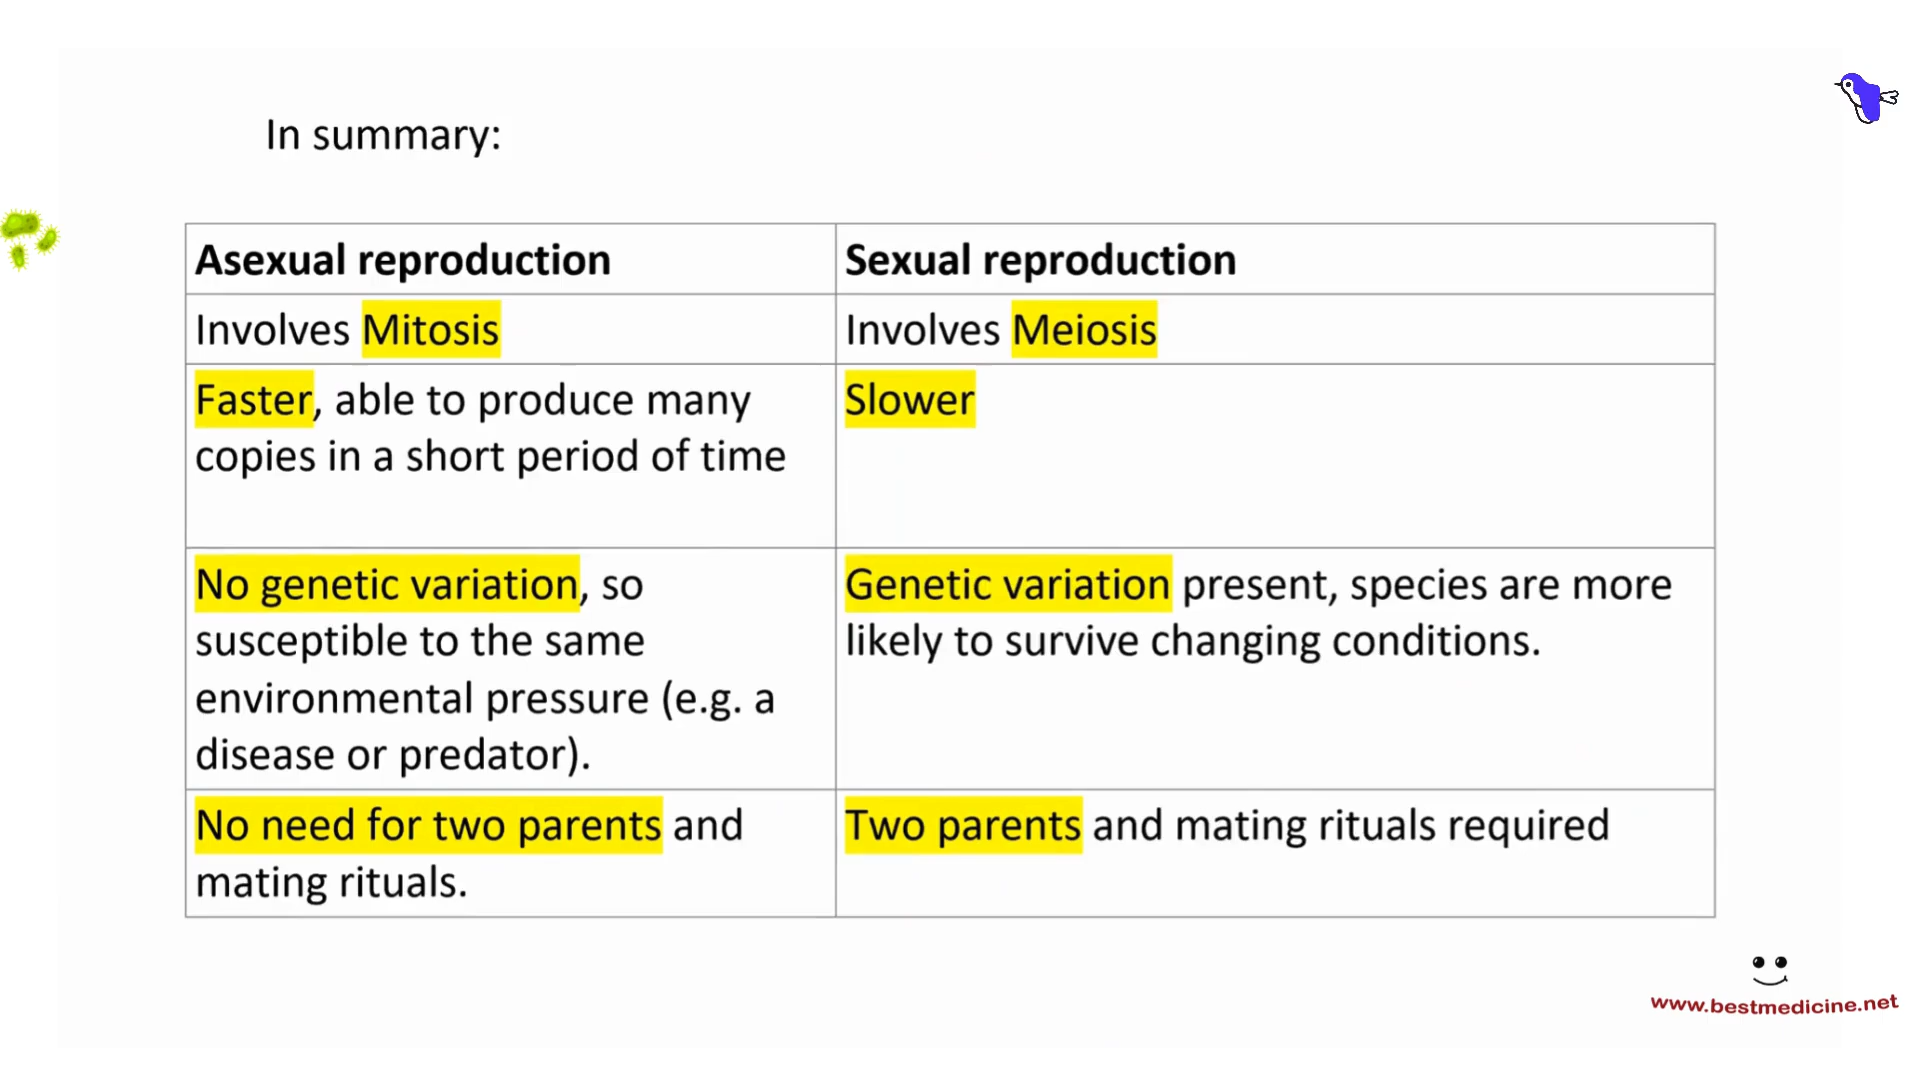 In summary:
Asexual reproduction
Sexual reproduction
Involves Mitosis
Involves Meiosis
Faster, able to produce many
copies in a short period of time
Slower
No genetic variation, so
susceptible to the same
environmental pressure (e.g. a
disease or predator).
Genetic variation present, species are more
likely to survive changing conditions.
No need for two parents and
mating rituals.
Two parents and mating rituals required
www.bestmedicine.net